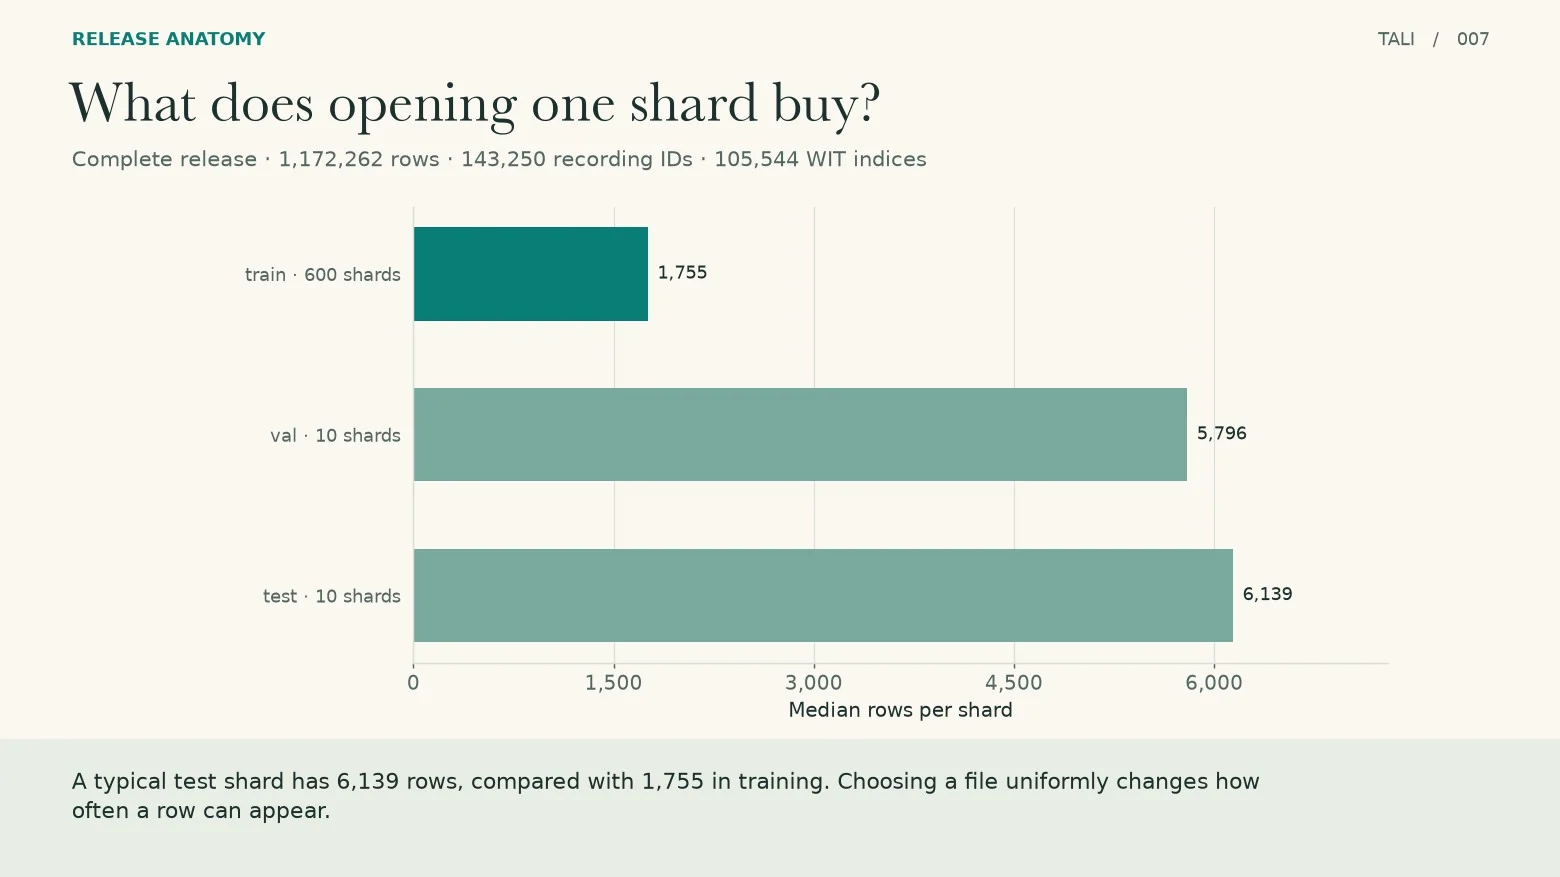 RELEASE ANATOMY
TALI / 007
What does opening one shard buy?
Complete release · 1,172,262 rows · 143,250 recording IDs · 105,544 WIT indices
train · 600 shards
1,755
val · 10 shards
5,796
test · 10 shards
6,139
0 1,500 3,000 4,500 6,000
Median rows per shard
A typical test shard has 6,139 rows, compared with 1,755 in training. Choosing a file uniformly changes how
often a row can appear.